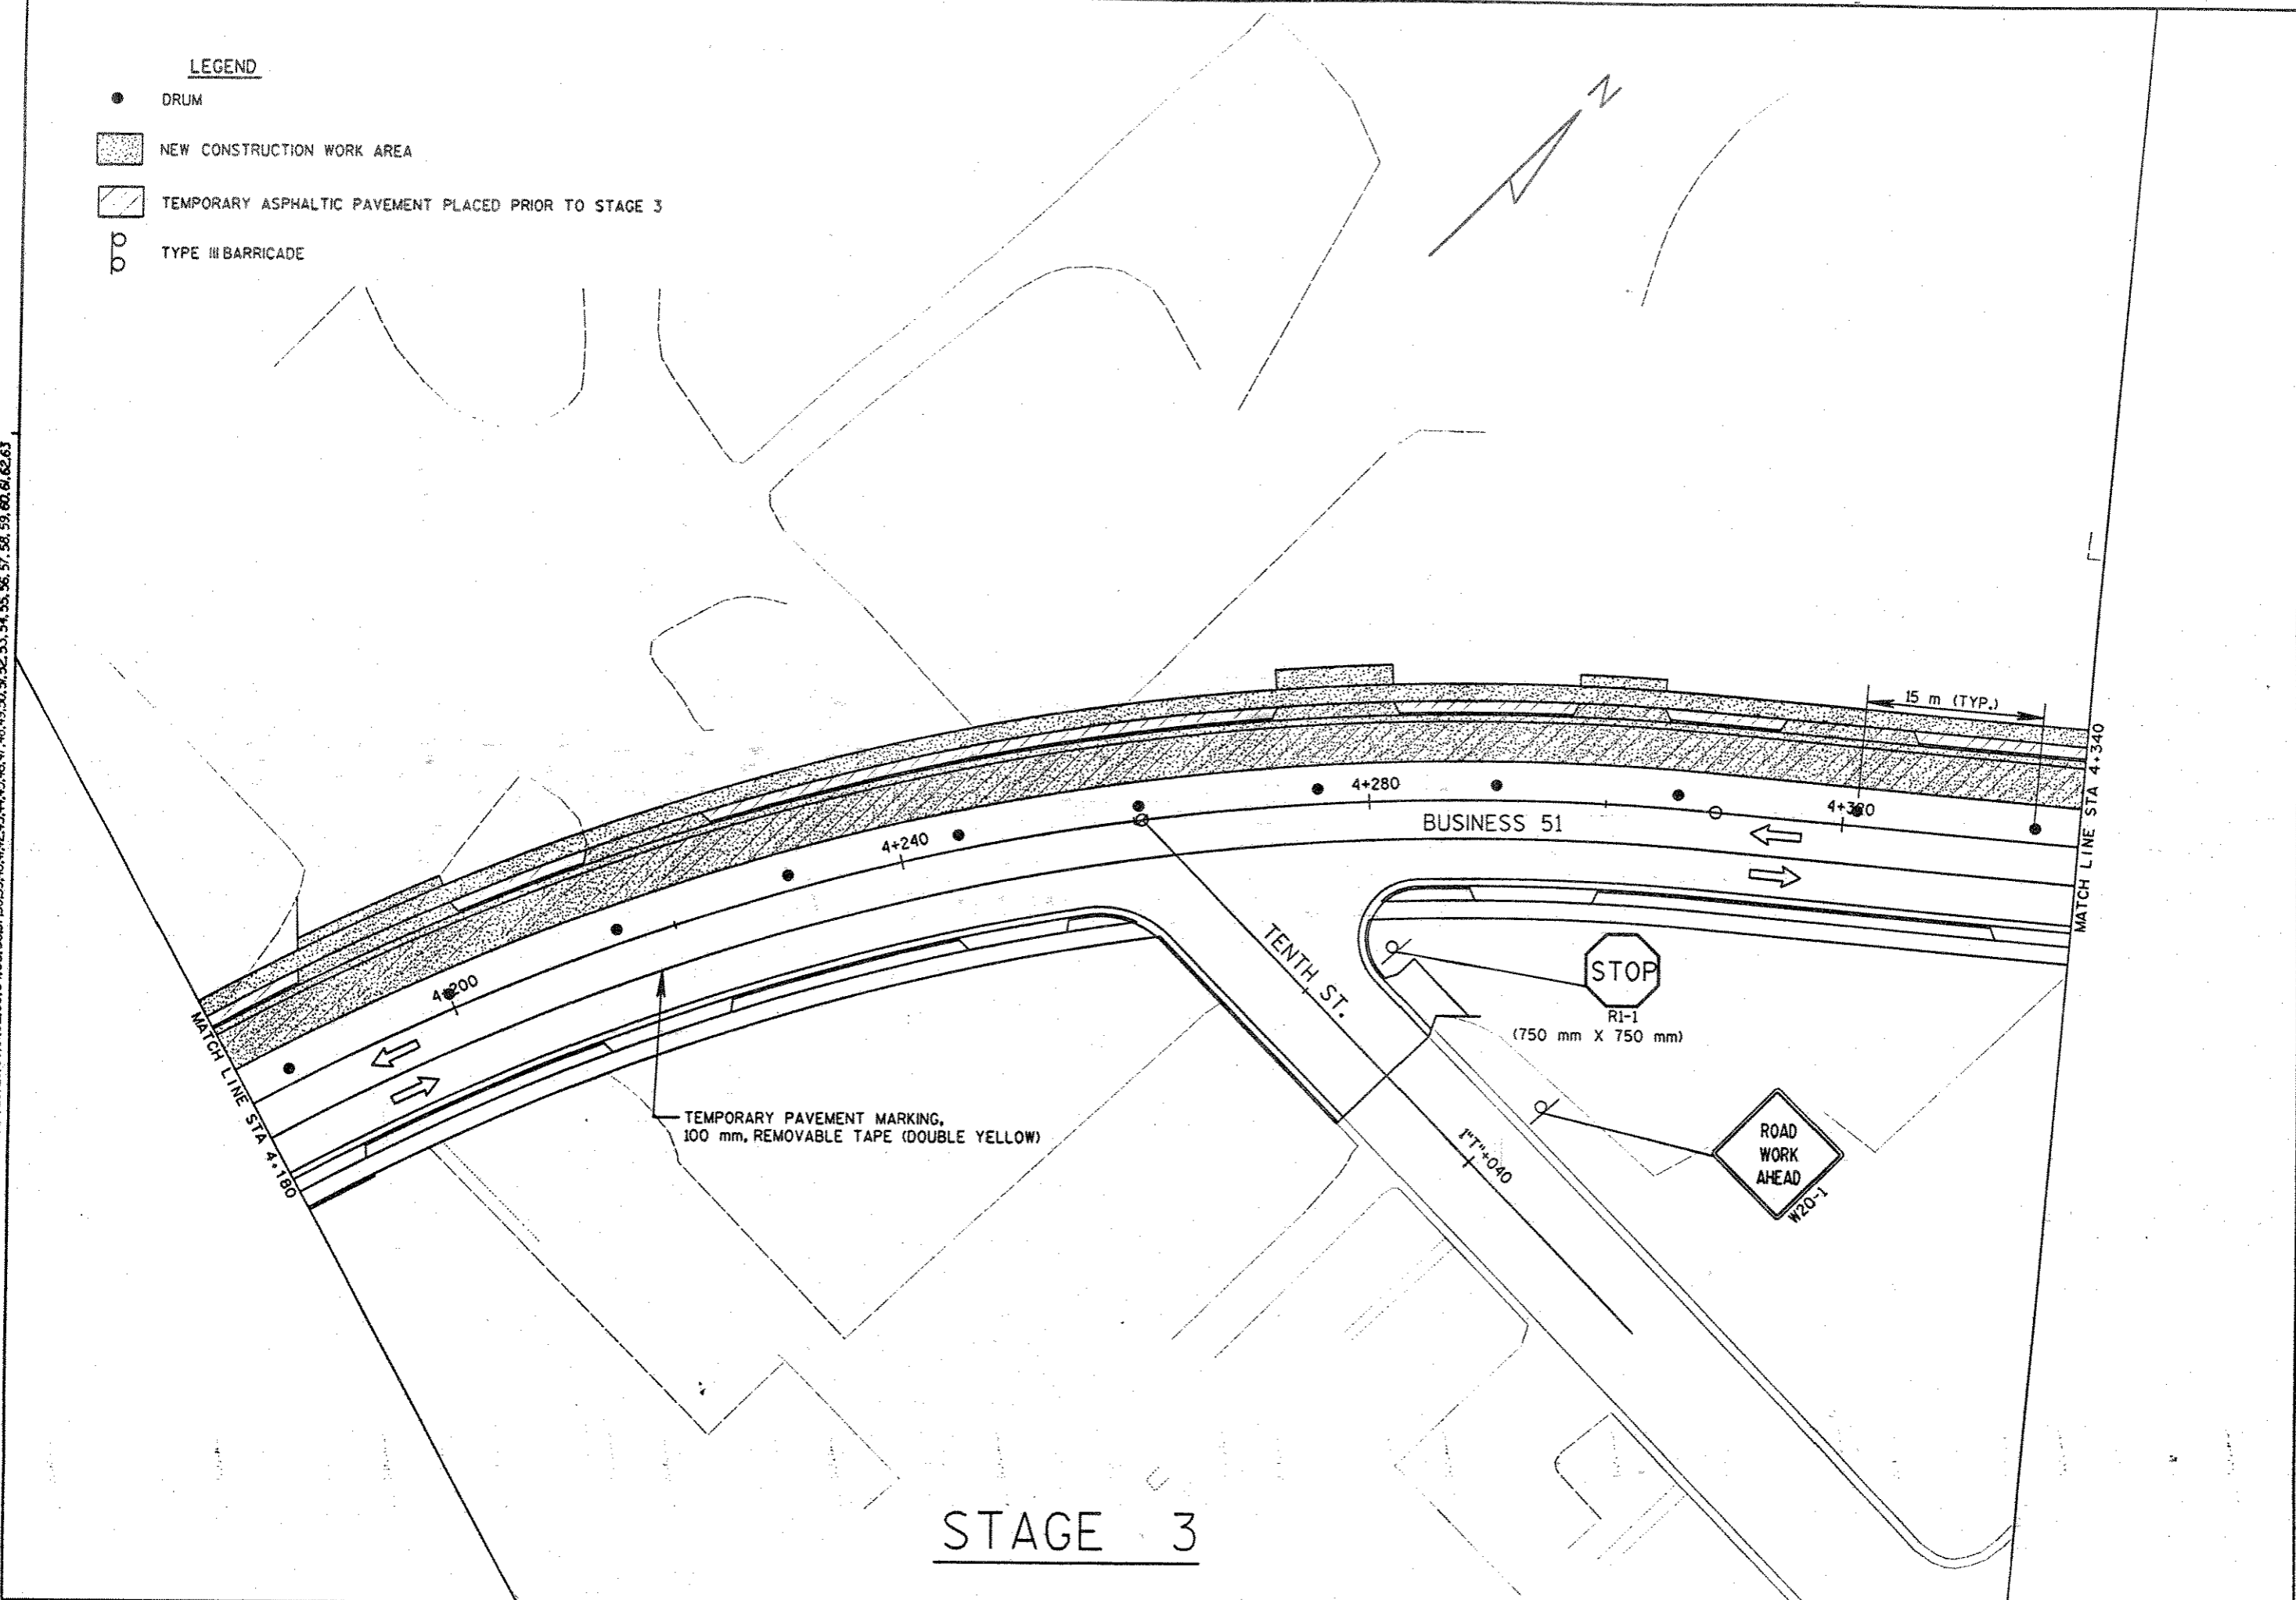 LEGEND
DRUM
NEW CONSTRUCTION WORK AREA
TEMPORARY ASPHALTIC PAVEMENT PLACED PRIOR TO STAGE 3
TYPE III BARRICADE
N
15 m (TYP.)
MATCH LINE STA 4+340
4+280
4+320
BUSINESS 51
4+240
4+200
TENTH ST.
STOP
R1-1
(750 mm X 750 mm)
MATCH LINE STA 4+180
TEMPORARY PAVEMENT MARKING,
100 mm, REMOVABLE TAPE (DOUBLE YELLOW)
1"T"+040
ROAD
WORK
AHEAD
W20-1
STAGE 3